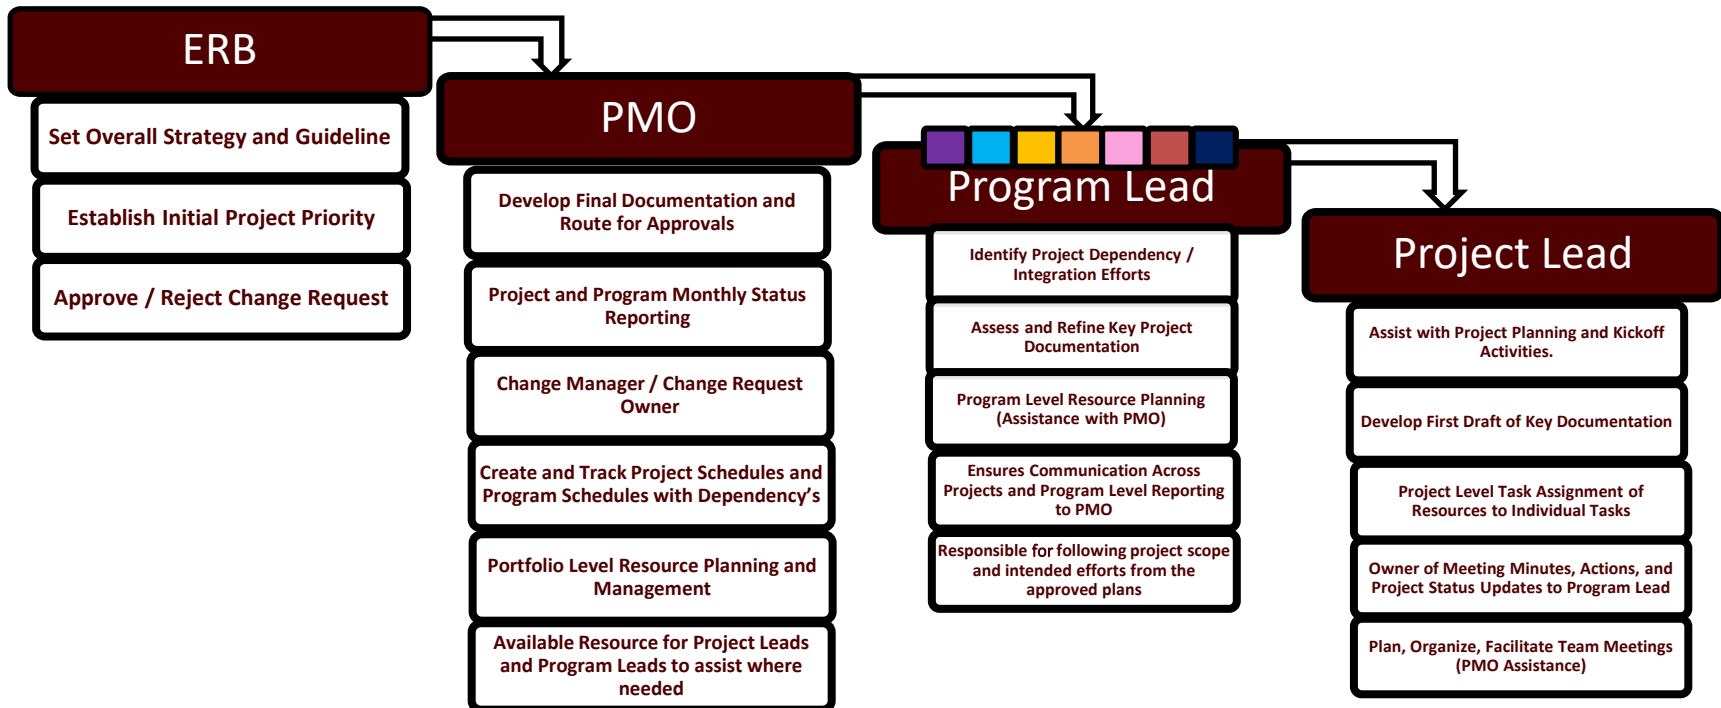 ERB
Set Overall Strategy and Guideline
Establish Initial Project Priority
Approve / Reject Change Request
PMO
Develop Final Documentation and
Route for Approvals
Project and Program Monthly Status
Reporting
Change Manager / Change Request
Owner
Create and Track Project Schedules and
Program Schedules with Dependency’s
Portfolio Level Resource Planning and
Management
Available Resource for Project Leads
and Program Leads to assist where
needed
Program Lead
Identify Project Dependency /
Integration Efforts
Assess and Refine Key Project
Documentation
Program Level Resource Planning
(Assistance with PMO)
Ensures Communication Across
Projects and Program Level Reporting
to PMO
Responsible for following project scope
and intended efforts from the
approved plans
Project Lead
Assist with Project Planning and Kickoff
Activities.
Develop First Draft of Key Documentation
Project Level Task Assignment of
Resources to Individual Tasks
Owner of Meeting Minutes, Actions, and
Project Status Updates to Program Lead
Plan, Organize, Facilitate Team Meetings
(PMO Assistance)